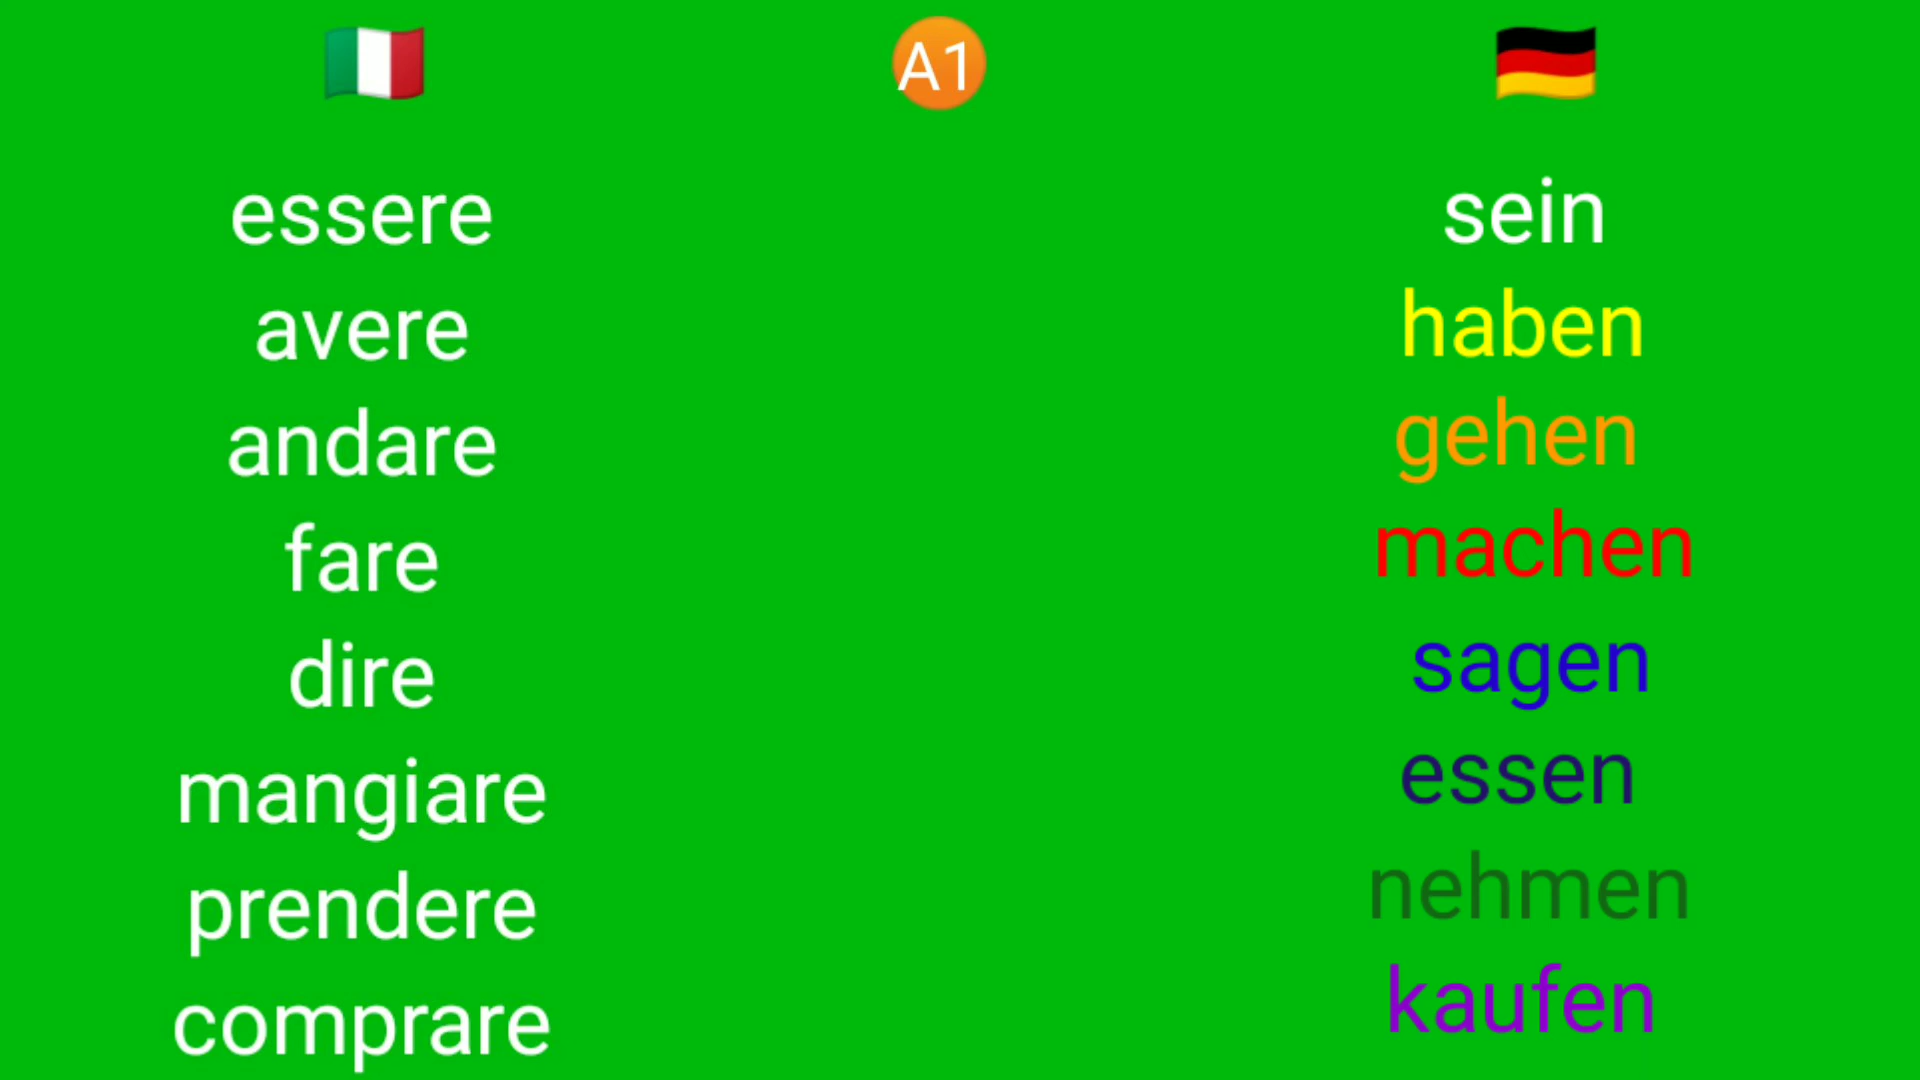 A1
essere sein
avere haben
andare gehen
fare machen
dire sagen
mangiare essen
prendere nehmen
comprare kaufen